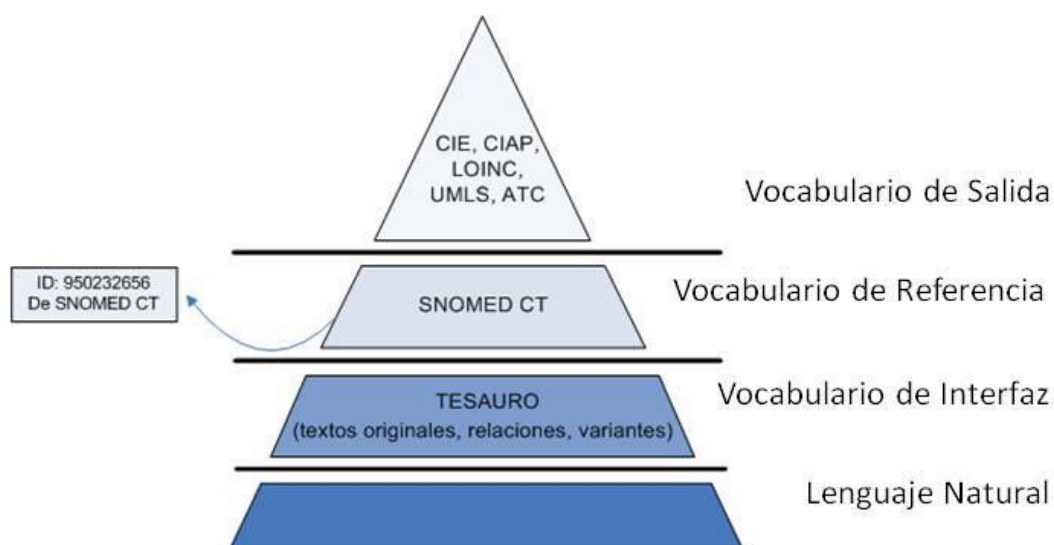 CIE, CIAP,
LOINC,
UMLS, ATC
Vocabulario de Salida
ID: 950232656
De SNOMED CT
SNOMED CT
Vocabulario de Referencia
TESAURO
(textos originales, relaciones, variantes)
Vocabulario de Interfaz
Lenguaje Natural